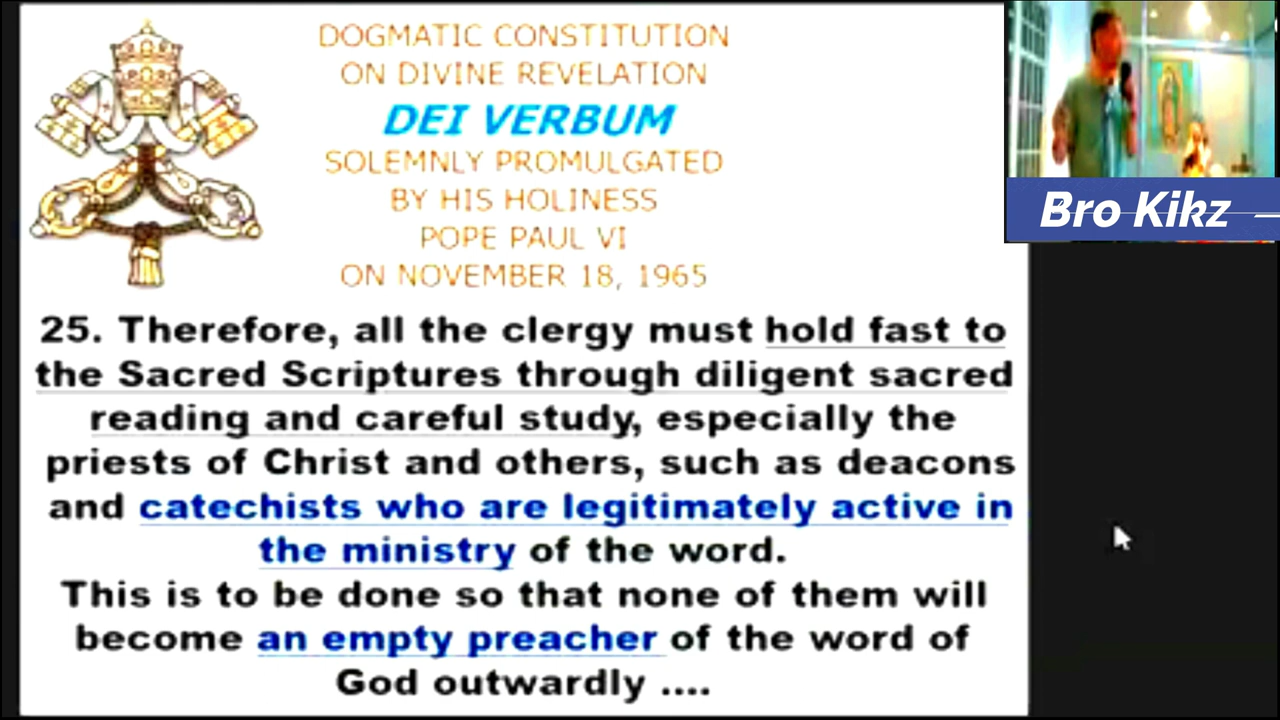 DOGMATIC CONSTITUTION
ON DIVINE REVELATION
DEI VERBUM
SOLEMNLY PROMULGATED
BY HIS HOLINESS
POPE PAUL VI
ON NOVEMBER 18, 1965
Bro Kikz
25. Therefore, all the clergy must hold fast to
the Sacred Scriptures through diligent sacred
reading and careful study, especially the
priests of Christ and others, such as deacons
and catechists who are legitimately active in
the ministry of the word.
This is to be done so that none of them will
become an empty preacher of the word of
God outwardly ....